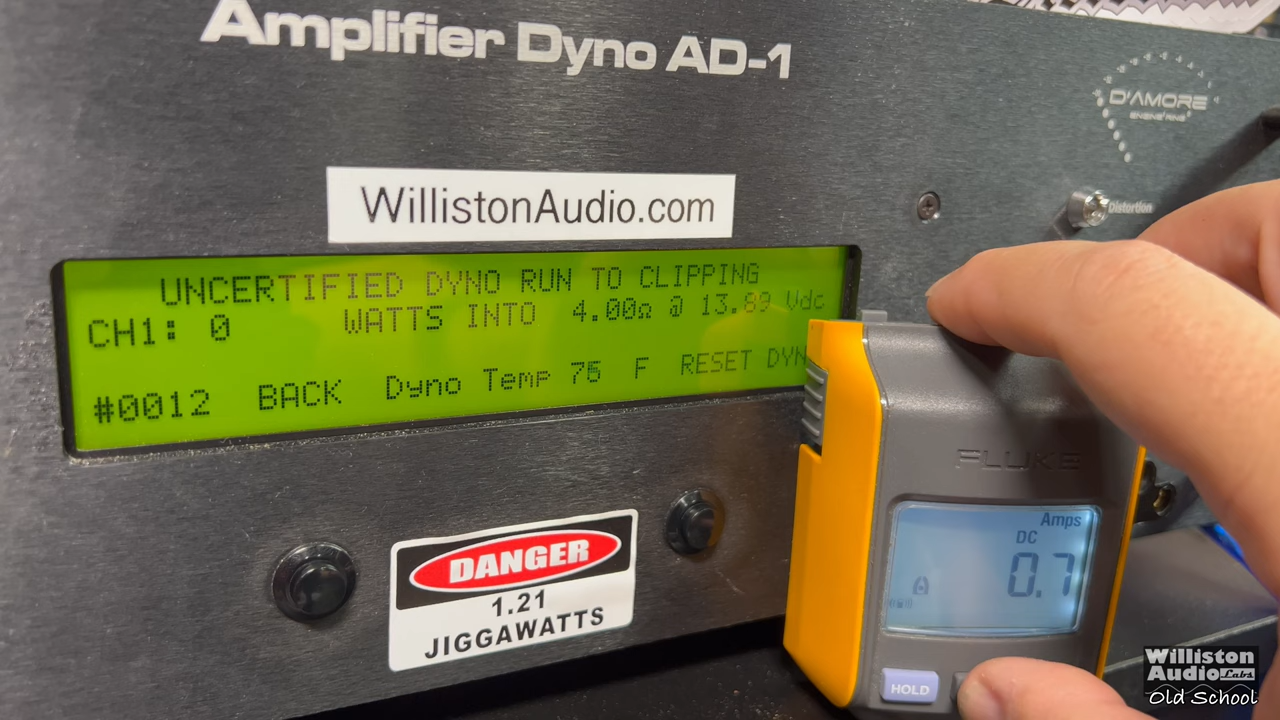 Amplifier Dyno AD-1
D'AMORE
ENGINEERING
WillistonAudio.com
Distortion
UNCERTIFIED DYNO RUN TO CLIPPING
CH1: 0 WATTS INTO 4.00Ω @ 13.89 Vdc
#0012 BACK Dyno Temp 75 F RESET DYN
FLUKE
Amps
DC
0.7
HOLD
DANGER
1.21
JIGGAWATTS
Williston
Audio Labs
Old School